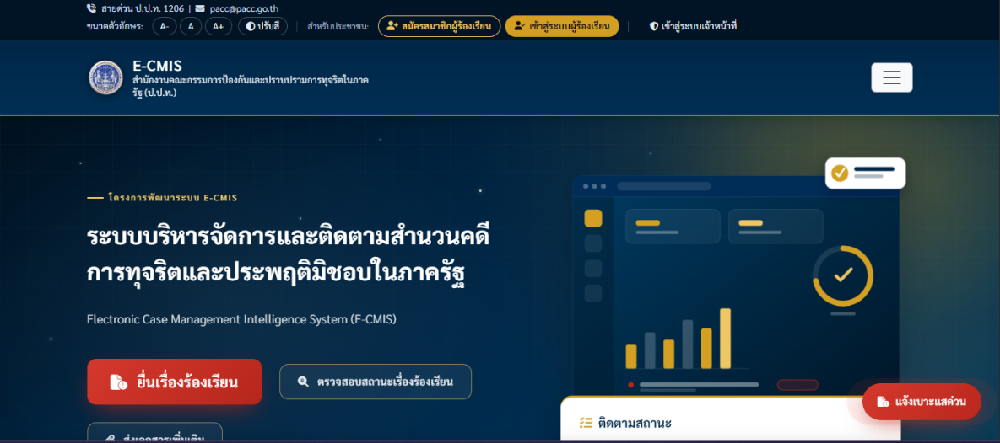 สายด่วน ป.ป.ท. 1206 | pacc@pacc.go.th
ขนาดตัวอักษร: A- A A+ ปรับสี | สำหรับประชาชน: สมัครสมาชิกผู้ร้องเรียน เข้าสู่ระบบผู้ร้องเรียน | เข้าสู่ระบบเจ้าหน้าที่
E-CMIS
สำนักงานคณะกรรมการป้องกันและปราบปรามการทุจริตในภาค
รัฐ (ป.ป.ท.)
โครงการพัฒนาระบบ E-CMIS
ระบบบริหารจัดการและติดตามสำนวนคดี
การทุจริตและประพฤติมิชอบในภาครัฐ
Electronic Case Management Intelligence System (E-CMIS)
ยื่นเรื่องร้องเรียน
ตรวจสอบสถานะเรื่องร้องเรียน
ส่งเอกสารเพิ่มเติม
ติดตามสถานะ
แจ้งเบาะแสด่วน